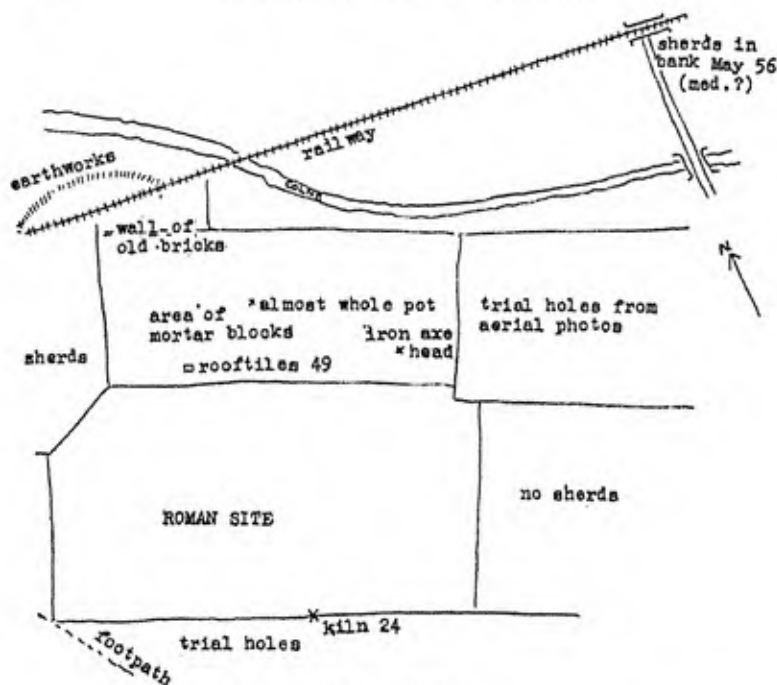 sherds in
bank May 56
(med.?)
railway
earthworks
COLNE
wall of
old bricks
N
area of
mortar blocks
almost whole pot
iron axe
head
trial holes from
aerial photos
sherds
rooftiles 49
no sherds
ROMAN SITE
kiln 24
trial holes
footpath